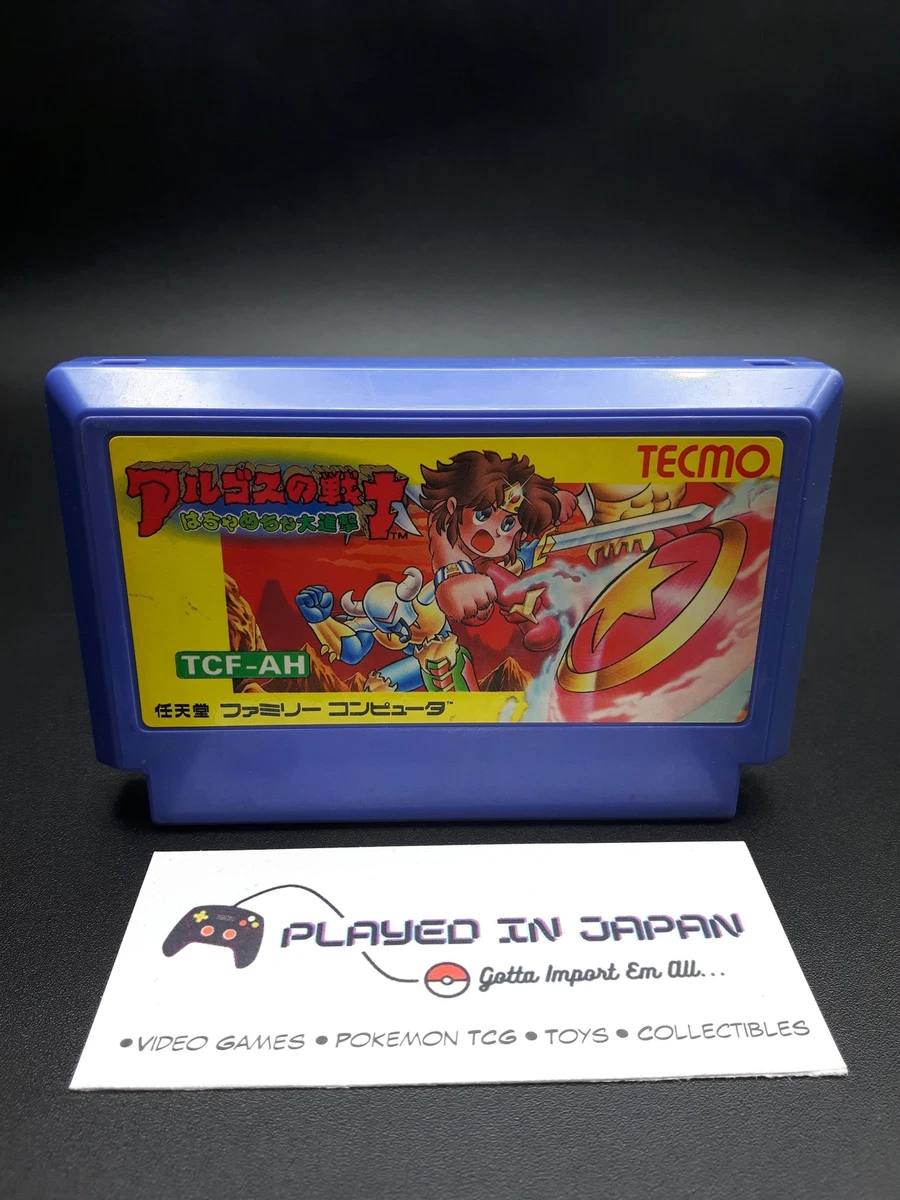 TECMO
アルゴスの戦士
はちゃめちゃ大進撃
TM
TCF-AH
任天堂 ファミリー コンピュータ™
PLAYED IN JAPAN
Gotta Import Em All...
•VIDEO GAMES •POKEMON TCG •TOYS •COLLECTIBLES